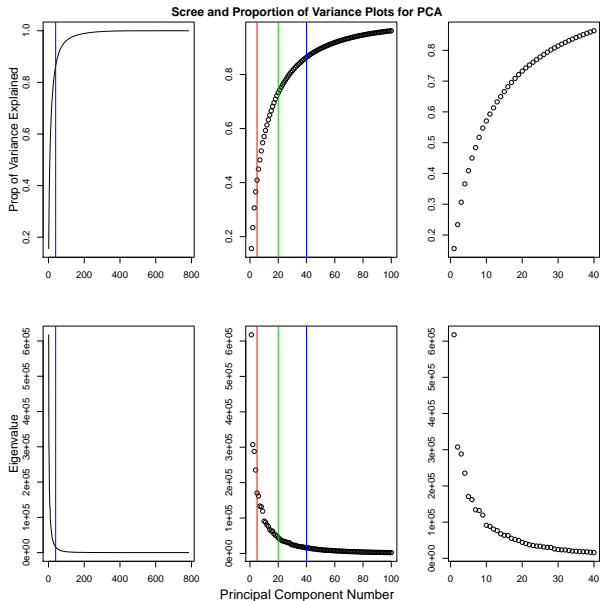 Scree and Proportion of Variance Plots for PCA
Prop of Variance Explained
0.2 0.4 0.6 0.8 1.0
0 200 400 600 800
0.2 0.4 0.6 0.8
0 20 40 60 80 100
0.2 0.3 0.4 0.5 0.6 0.7 0.8
0 10 20 30 40
Eigenvalue
0e+00 1e+05 2e+05 3e+05 4e+05 5e+05 6e+05
0 200 400 600 800
0e+00 1e+05 2e+05 3e+05 4e+05 5e+05 6e+05
0 20 40 60 80 100
0e+00 1e+05 2e+05 3e+05 4e+05 5e+05 6e+05
0 10 20 30 40
Principal Component Number